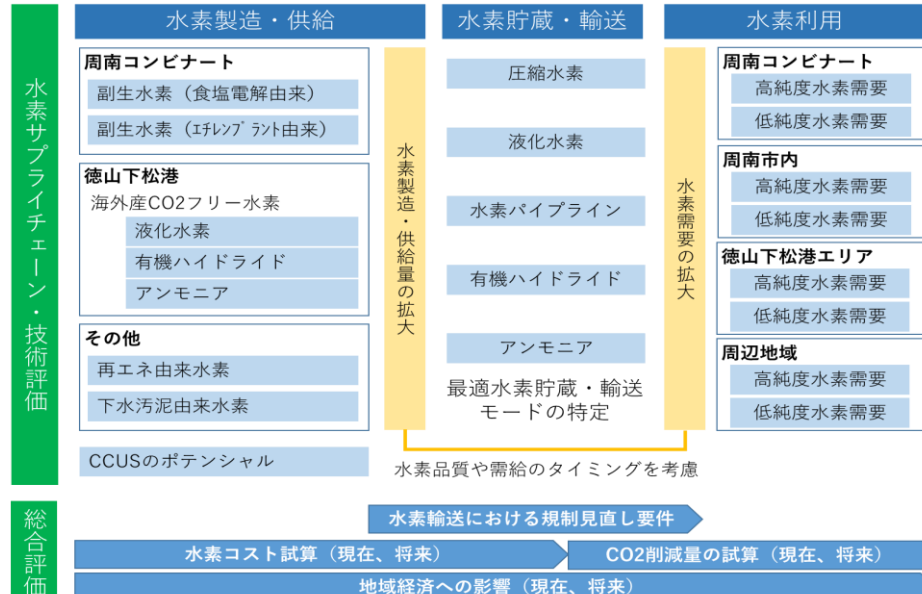 水素サプライチェーン・技術評価
水素製造・供給
周南コンビナート
副生水素（食塩電解由来）
副生水素（ｴﾁﾚﾝﾌﾟﾗﾝﾄ由来）
徳山下松港
海外産CO2フリー水素
液化水素
有機ハイドライド
アンモニア
その他
再エネ由来水素
下水汚泥由来水素
CCUSのポテンシャル
水素製造・供給量の拡大
水素貯蔵・輸送
圧縮水素
液化水素
水素パイプライン
有機ハイドライド
アンモニア
最適水素貯蔵・輸送
モードの特定
水素需要の拡大
水素利用
周南コンビナート
高純度水素需要
低純度水素需要
周南市内
高純度水素需要
低純度水素需要
徳山下松港エリア
高純度水素需要
低純度水素需要
周辺地域
高純度水素需要
低純度水素需要
水素品質や需給のタイミングを考慮
総合評価
水素輸送における規制見直し要件
水素コスト試算（現在、将来）
CO2削減量の試算（現在、将来）
地域経済への影響（現在、将来）